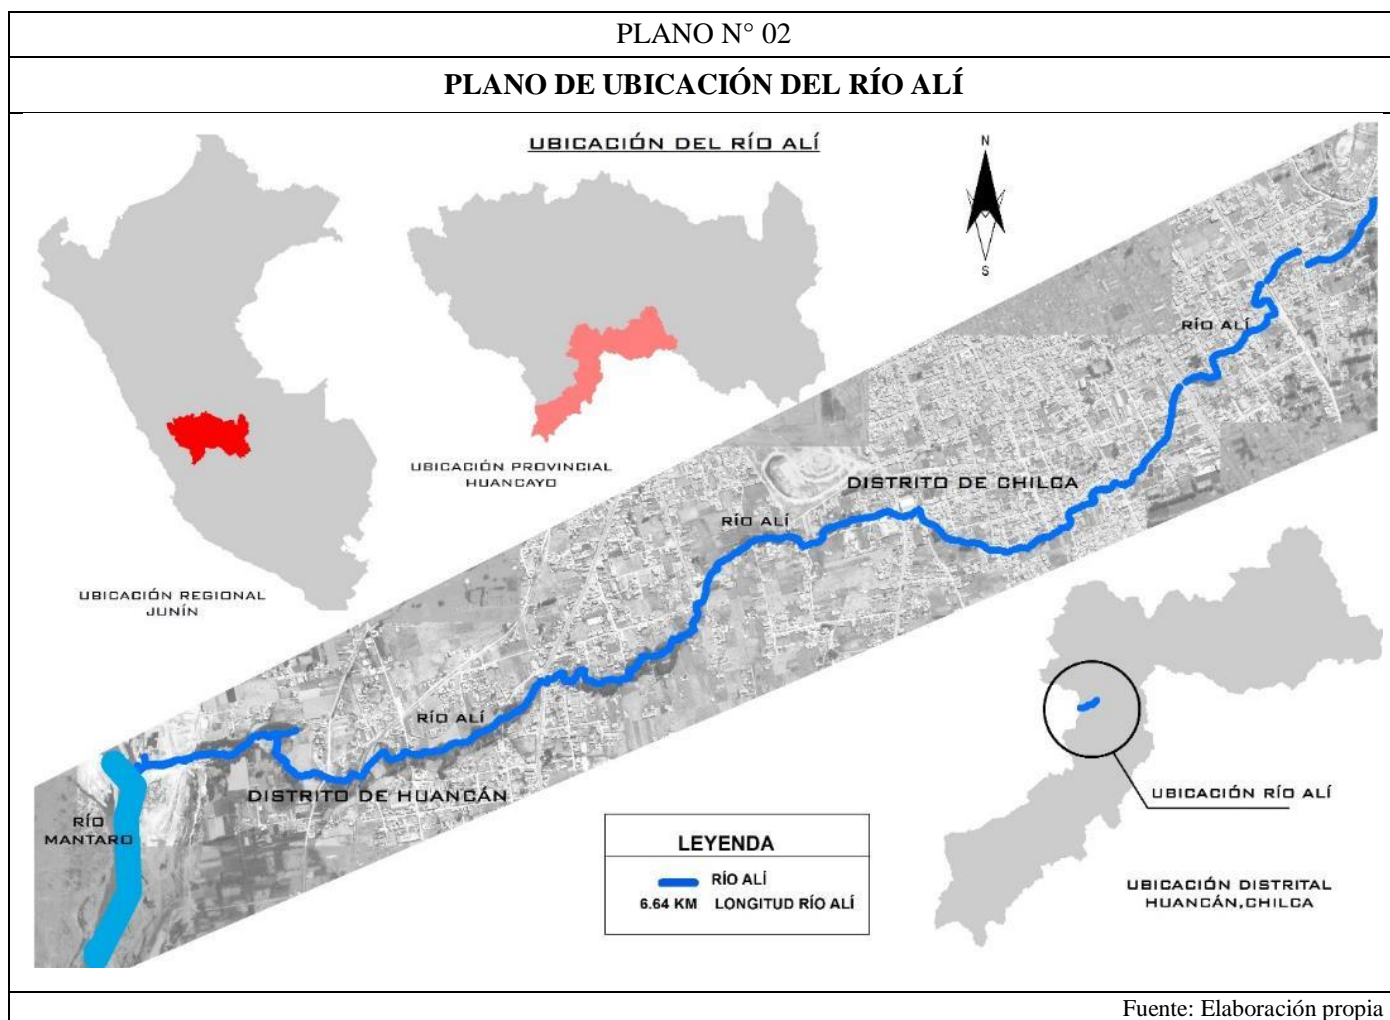 PLANO N° 02
PLANO DE UBICACIÓN DEL RÍO ALÍ
UBICACIÓN DEL RÍO ALÍ
N
S
RÍO ALÍ
UBICACIÓN PROVINCIAL
HUANCAYO
DISTRITO DE CHILCA
RÍO ALÍ
UBICACIÓN REGIONAL
JUNÍN
RÍO ALÍ
DISTRITO DE HUANCÁN
RÍO
MANTARO
UBICACIÓN RÍO ALÍ
LEYENDA
RÍO ALÍ
6.64 KM LONGITUD RÍO ALÍ
UBICACIÓN DISTRITAL
HUANCÁN,CHILCA
Fuente: Elaboración propia